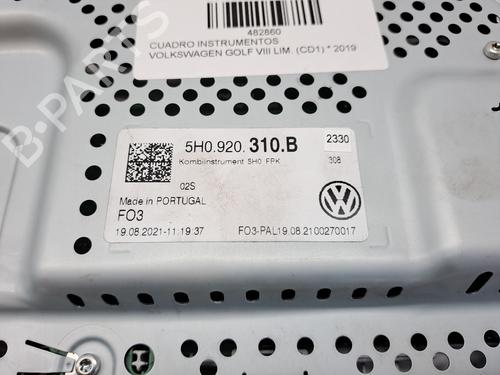 482860
CUADRO INSTRUMENTOS
VOLKSWAGEN GOLF VIII LIM. (CD1) * 2019
B-PARTS
5H0.920.310.B
2330
Kombiinstrument 5H0 FPK
308
02S
Made in PORTUGAL
FO3
19.08.2021-11:19:37
FO3-PAL19.08.2100270017